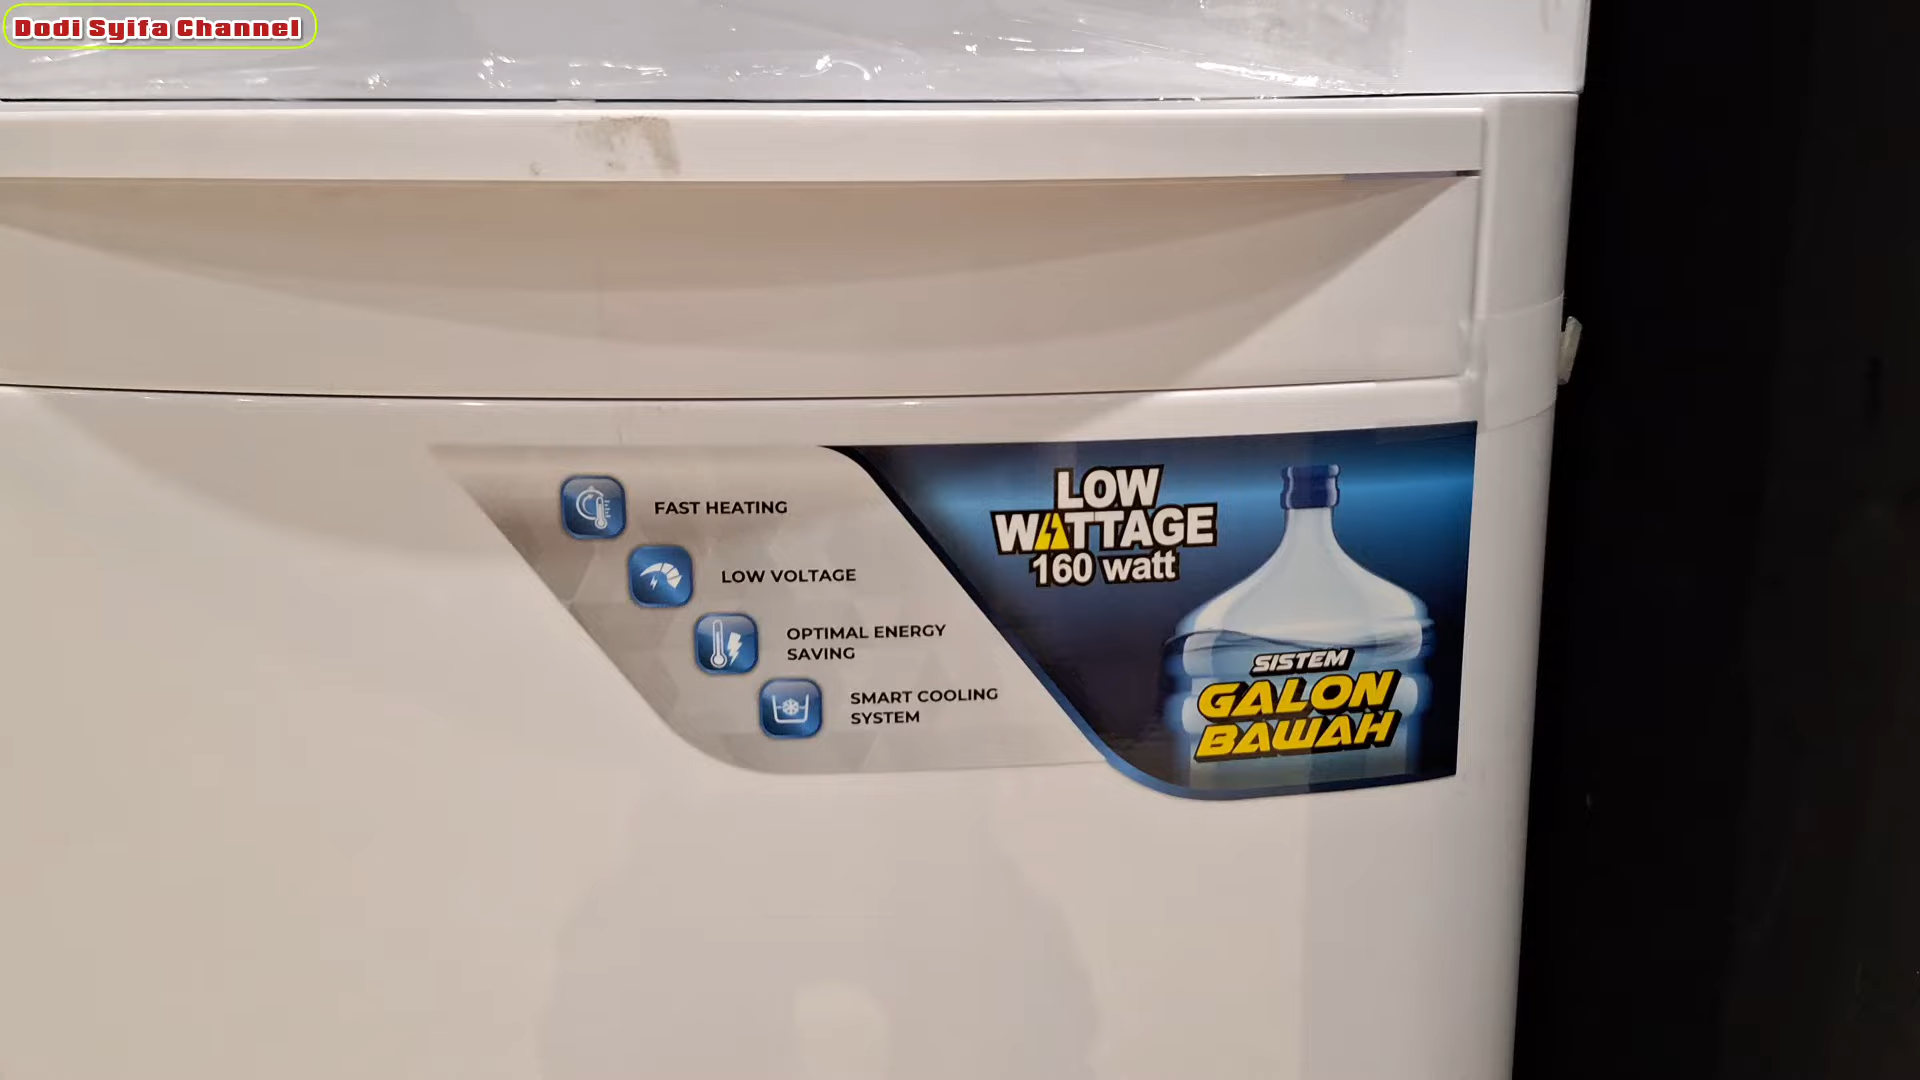 Dodi Syifa Channel
FAST HEATING
LOW VOLTAGE
OPTIMAL ENERGY
SAVING
SMART COOLING
SYSTEM
LOW
WATTAGE
160 watt
SISTEM
GALON
BAWAH